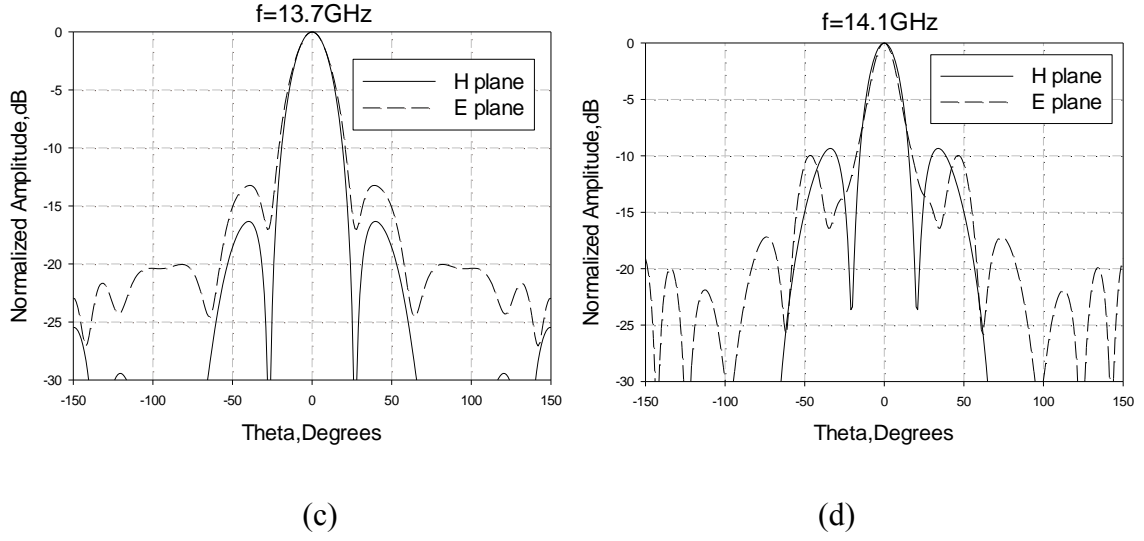 f=13.7GHz
0
-5
-10
-15
-20
-25
-30
Normalized Amplitude,dB
H plane
E plane
-150 -100 -50 0 50 100 150
Theta,Degrees
(c)
f=14.1GHz
0
-5
-10
-15
-20
-25
-30
Normalized Amplitude,dB
H plane
E plane
-150 -100 -50 0 50 100 150
Theta,Degrees
(d)